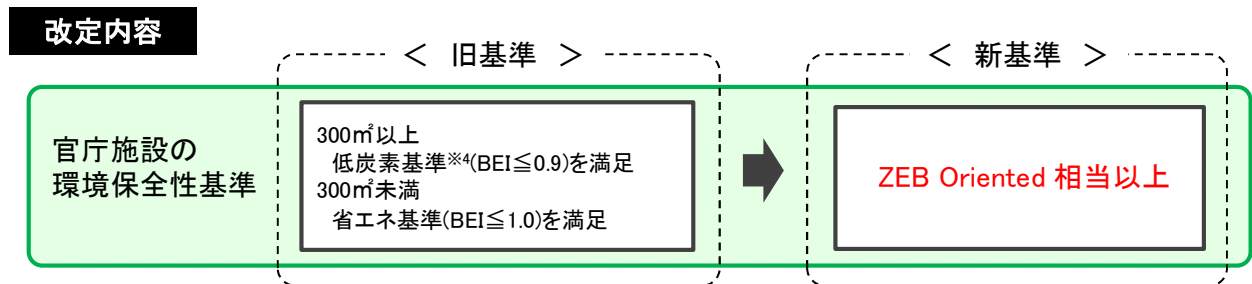 改定内容
＜ 旧基準 ＞
＜ 新基準 ＞
官庁施設の
環境保全性基準
300㎡以上
低炭素基準※4(BEI≦0.9)を満足
300㎡未満
省エネ基準(BEI≦1.0)を満足
ZEB Oriented 相当以上